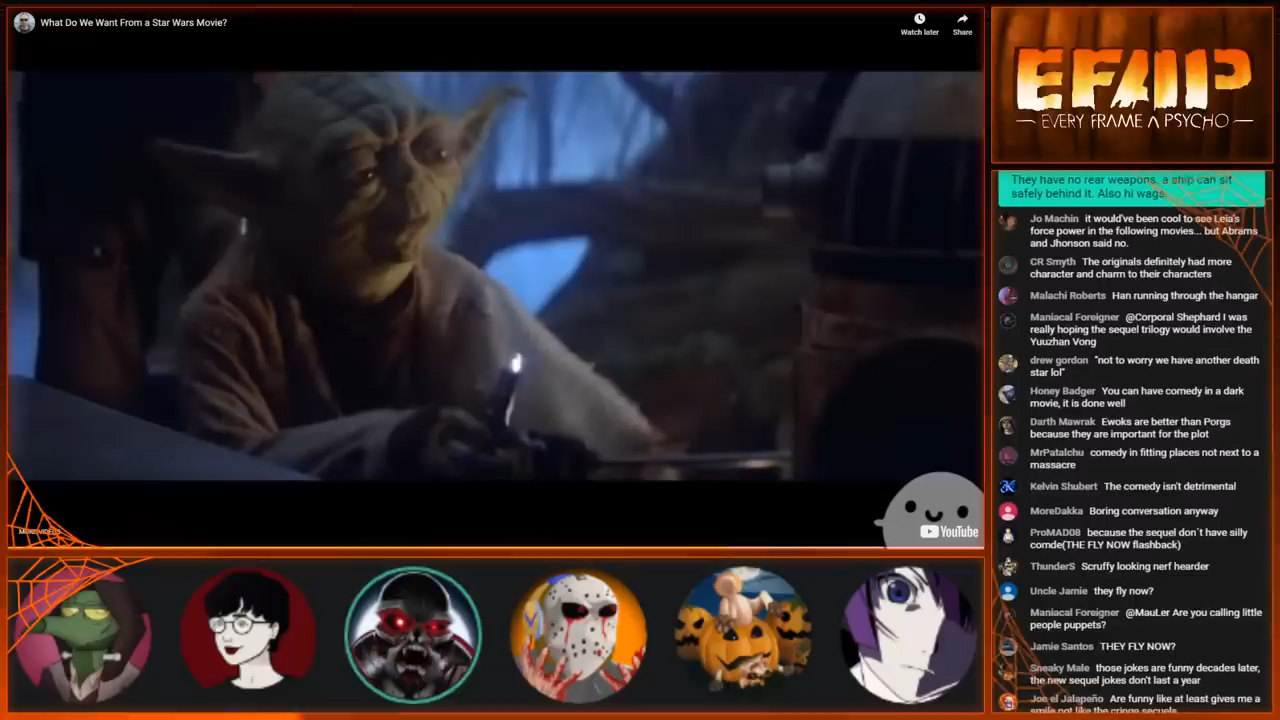 What Do We Want From a Star Wars Movie?
Watch later
Share
MORE VIDEOS
YouTube
EFAP
EVERY FRAME A PSYCHO
They have no rear weapons, a ship can sit
safely behind it. Also hi wags
Jo Machin it would've been cool to see Leia's
force power in the following movies... but Abrams
and Jhonson said no.
CR Smyth The originals definitely had more
character and charm to their characters
Malachi Roberts Han running through the hangar
Maniacal Foreigner @Corporal Shephard I was
really hoping the sequel trilogy would involve the
Yuuzhan Vong
drew gordon "not to worry we have another death
star lol"
Honey Badger You can have comedy in a dark
movie, it is done well
Darth Mawrak Ewoks are better than Porgs
because they are important for the plot
MrPatalchu comedy in fitting places not next to a
massacre
Kelvin Shubert The comedy isn't detrimental
MoreDakka Boring conversation anyway
ProMAD08 because the sequel don´t have silly
comde(THE FLY NOW flashback)
ThunderS Scruffy looking nerf hearder
Uncle Jamie they fly now?
Maniacal Foreigner @MauLer Are you calling little
people puppets?
Jamie Santos THEY FLY NOW?
Sneaky Male those jokes are funny decades later,
the new sequel jokes don't last a year
Joe el Jalapeño Are funny like at least gives me a
smile not like the cringe sequels